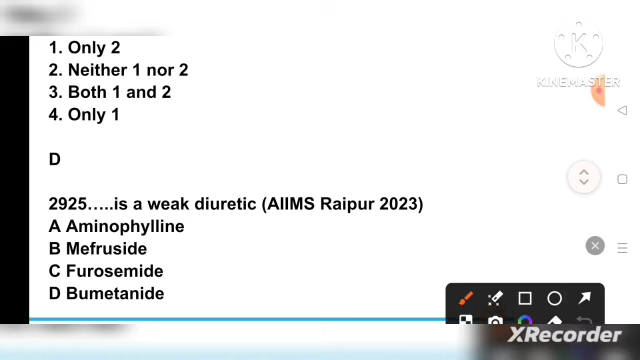 1. Only 2
2. Neither 1 nor 2
3. Both 1 and 2
4. Only 1
D
2925.....is a weak diuretic (AIIMS Raipur 2023)
A Aminophylline
B Mefruside
C Furosemide
D Bumetanide
KINEMASTER
XRecorder